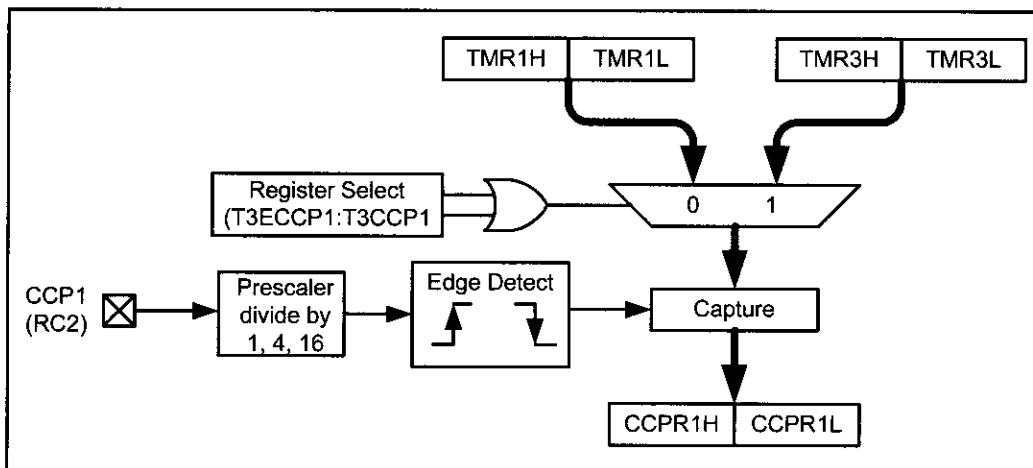 TMR1H TMR1L
TMR3H TMR3L
Register Select
(T3ECCP1:T3CCP1
0 1
CCP1
(RC2)
Prescaler
divide by
1, 4, 16
Edge Detect
Capture
CCPR1H CCPR1L